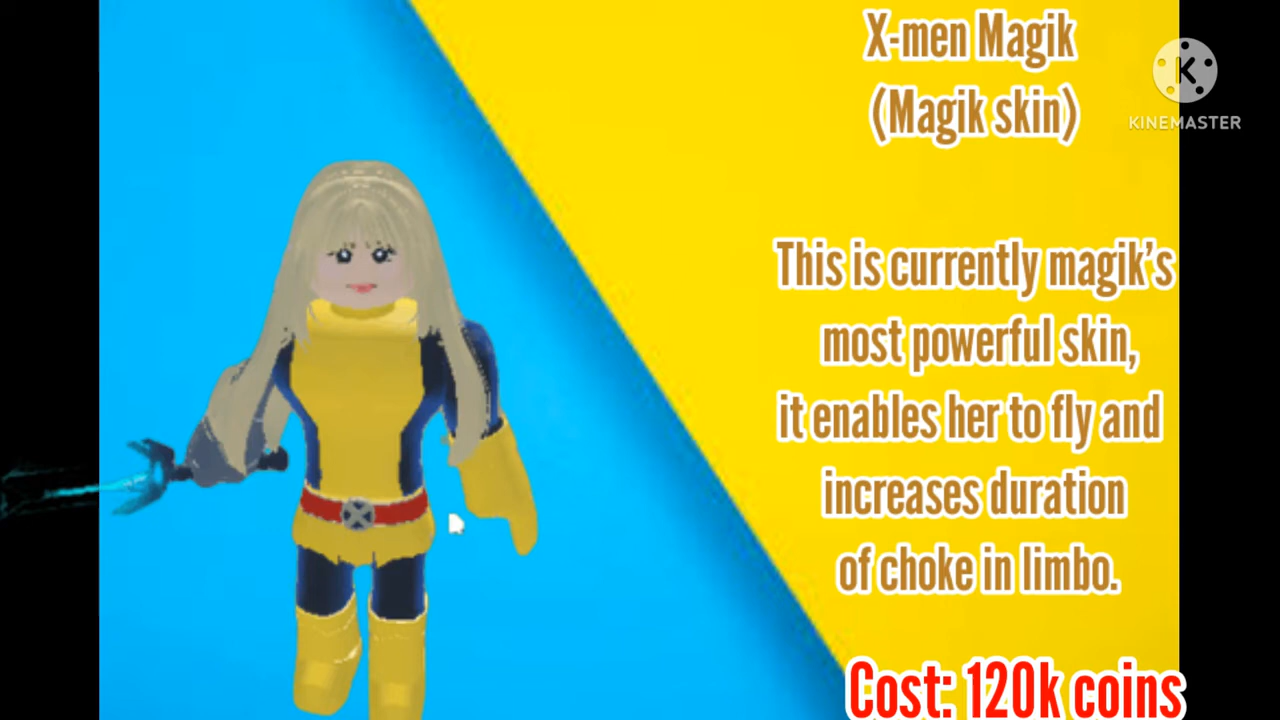 X-men Magik
(Magik skin)
K
KINEMASTER
This is currently magik's
most powerful skin,
it enables her to fly and
increases duration
of choke in limbo.
Cost: 120k coins